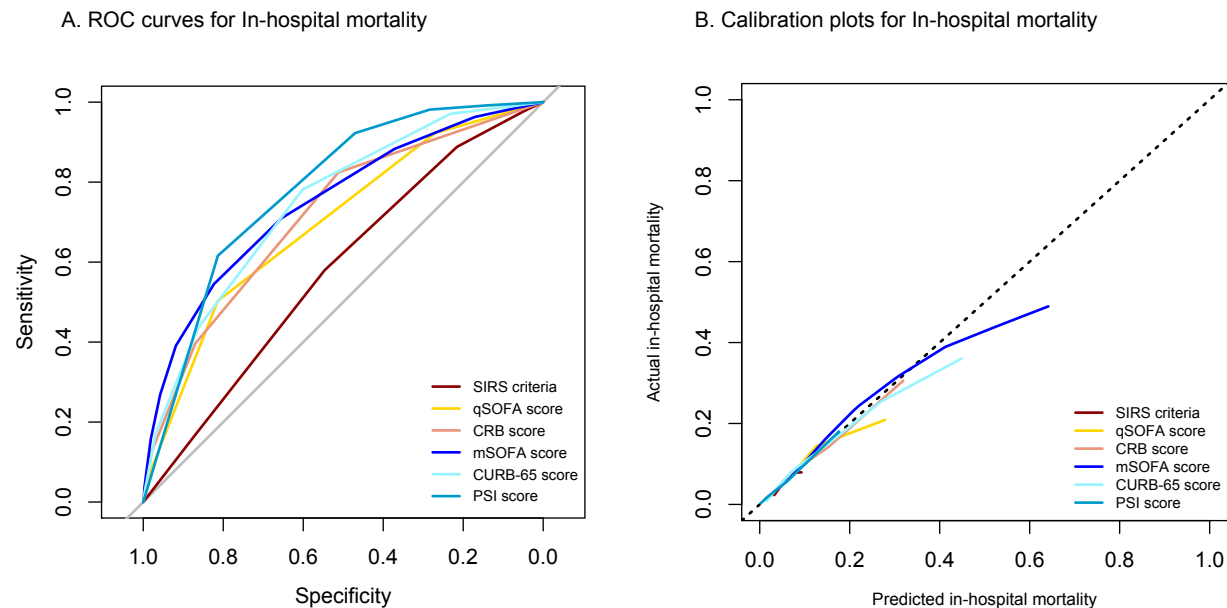 A. ROC curves for In-hospital mortality
1.0
0.8
0.6
0.4
0.2
0.0
Sensitivity
1.0 0.8 0.6 0.4 0.2 0.0
Specificity
SIRS criteria
qSOFA score
CRB score
mSOFA score
CURB-65 score
PSI score
B. Calibration plots for In-hospital mortality
1.0
0.8
0.6
0.4
0.2
0.0
Actual in-hospital mortality
0.0 0.2 0.4 0.6 0.8 1.0
Predicted in-hospital mortality
SIRS criteria
qSOFA score
CRB score
mSOFA score
CURB-65 score
PSI score